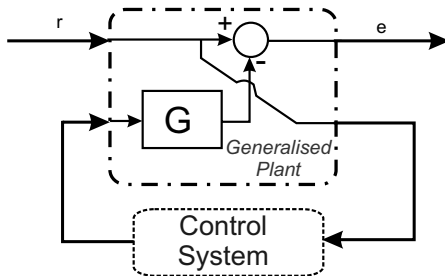 r
e
+
-
G
Generalised
Plant
Control
System